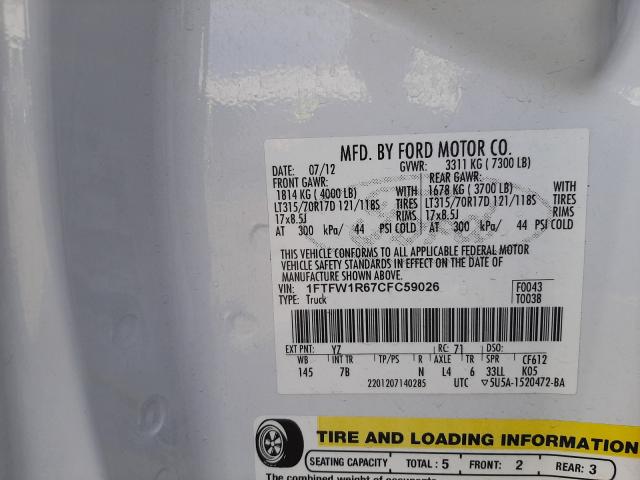 MFD. BY FORD MOTOR CO.
DATE: 07/12 GVWR: 3311 KG ( 7300 LB)
FRONT GAWR: REAR GAWR:
1814 KG ( 4000 LB) WITH 1678 KG ( 3700 LB) WITH
LT315/70R17D 121/118S TIRES LT315/70R17D 121/118S TIRES
17x8.5J RIMS 17x8.5J RIMS
AT 300 kPa/ 44 PSI COLD AT 300 kPa/ 44 PSI COLD
THIS VEHICLE CONFORMS TO ALL APPLICABLE FEDERAL MOTOR
VEHICLE SAFETY STANDARDS IN EFFECT ON THE DATE OF
MANUFACTURE SHOWN ABOVE.
VIN: 1FTFW1R67CFC59026 F0043
TYPE: Truck T0038
EXT PNT: YZ RC: 71 DSO:
WB INT TR TP/PS R AXLE TR SPR CF612
145 7B N L4 6 33LL K05
2201207140285 UTC ▽5U5A-1520472-BA
TIRE AND LOADING INFORMATION
SEATING CAPACITY TOTAL : 5 FRONT: 2 REAR: 3
The combined weight of occupants